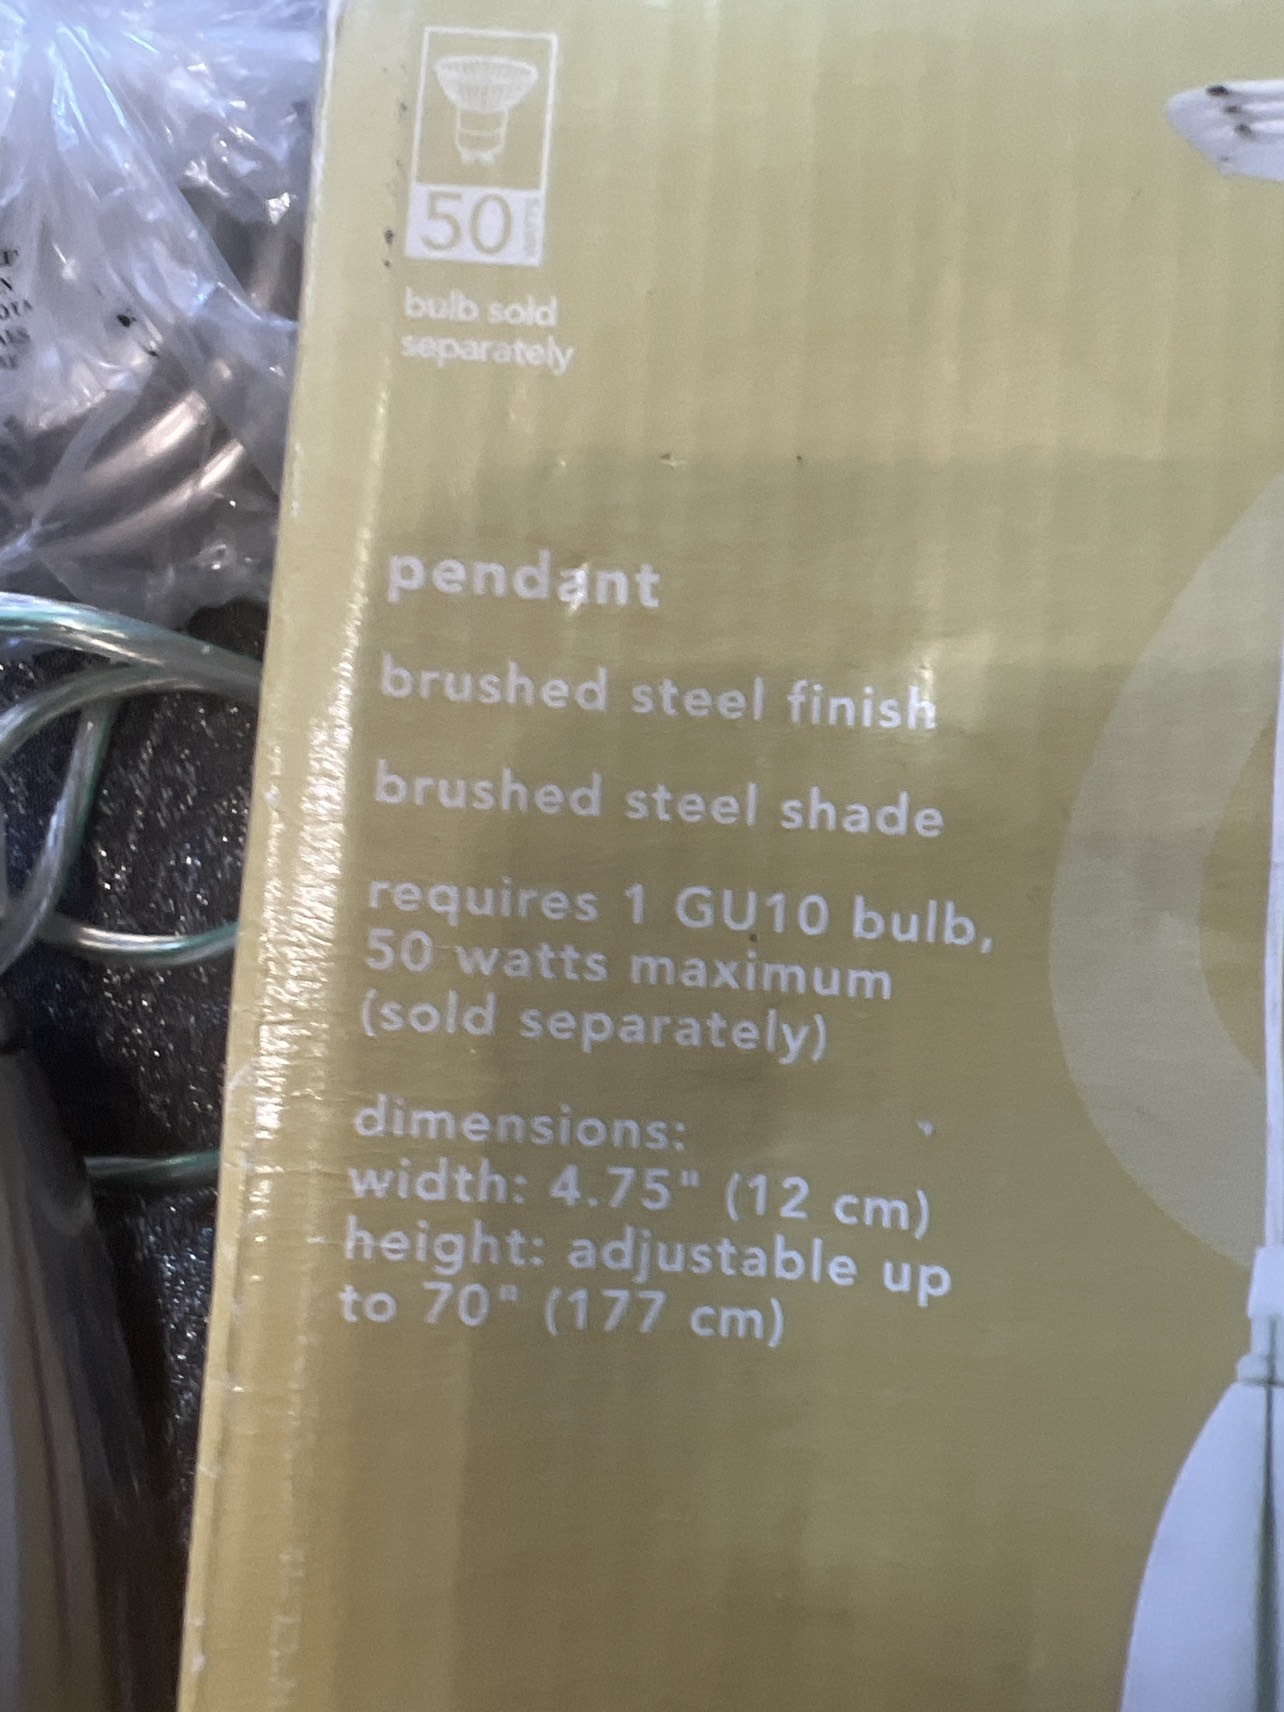 50
watts
bulb sold
separately
pendant
brushed steel finish
brushed steel shade
requires 1 GU10 bulb,
50 watts maximum
(sold separately)
dimensions:
width: 4.75" (12 cm)
height: adjustable up
to 70" (177 cm)